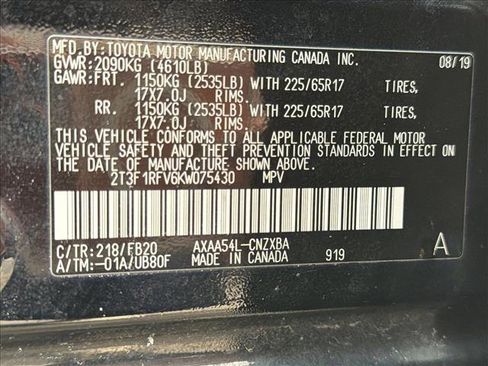 MFD.BY:TOYOTA MOTOR MANUFACTURING CANADA INC. 08/19
GVWR:2090KG (4610LB)
GAWR:FRT. 1150KG (2535LB) WITH 225/65R17 TIRES,
17X7.0J RIMS.
RR. 1150KG (2535LB) WITH 225/65R17 TIRES,
17X7.0J RIMS.
THIS VEHICLE CONFORMS TO ALL APPLICABLE FEDERAL MOTOR
VEHICLE SAFETY AND THEFT PREVENTION STANDARDS IN EFFECT ON
THE DATE OF MANUFACTURE SHOWN ABOVE.
2T3F1RFV6KW075430 MPV
C/TR:218/FB20 AXAA54L-CNZXBA A
A/TM:-01A/UB80F MADE IN CANADA 919